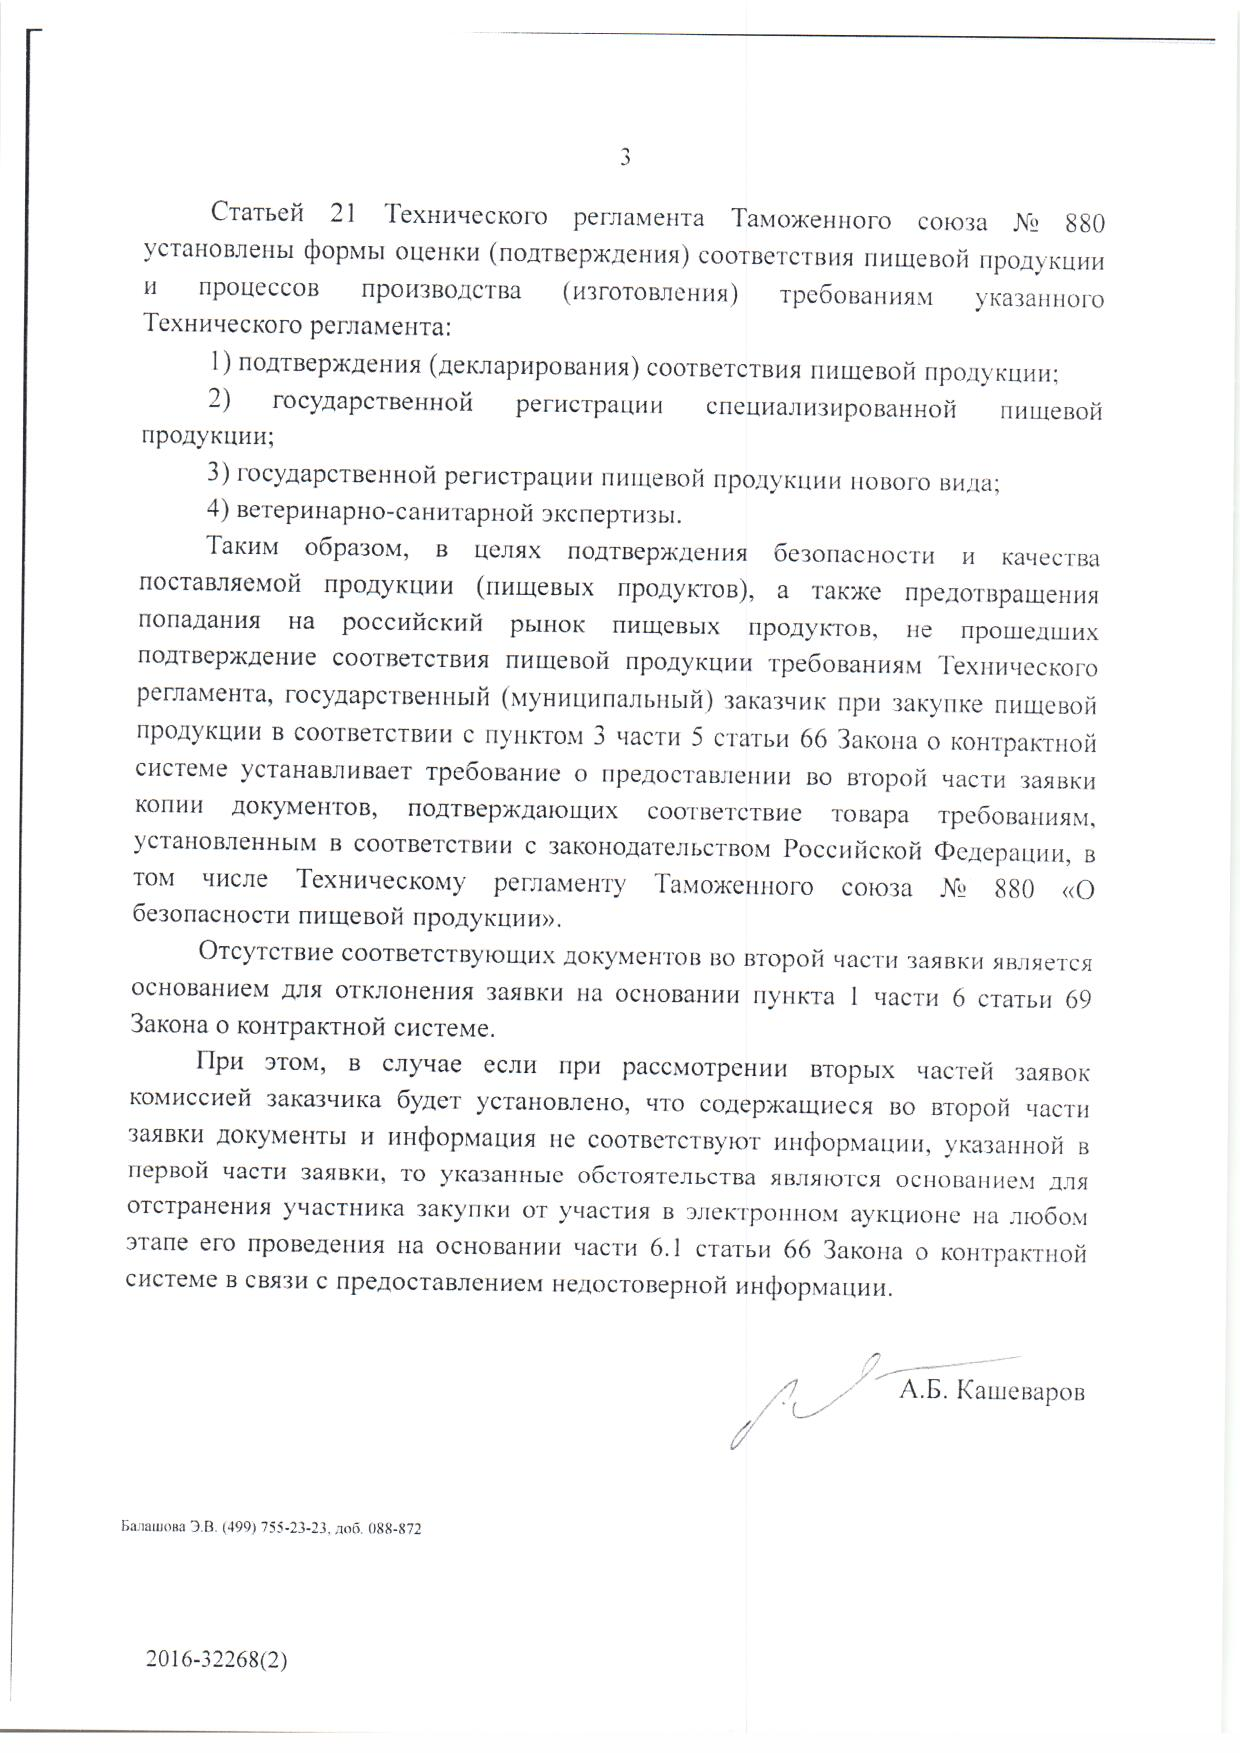 3
Статьей 21 Технического регламента Таможенного союза № 880
установлены формы оценки (подтверждения) соответствия пищевой продукции
и процессов производства (изготовления) требованиям указанного
Технического регламента:
1) подтверждения (декларирования) соответствия пищевой продукции;
2) государственной регистрации специализированной пищевой
продукции;
3) государственной регистрации пищевой продукции нового вида;
4) ветеринарно-санитарной экспертизы.
Таким образом, в целях подтверждения безопасности и качества
поставляемой продукции (пищевых продуктов), а также предотвращения
попадания на российский рынок пищевых продуктов, не прошедших
подтверждение соответствия пищевой продукции требованиям Технического
регламента, государственный (муниципальный) заказчик при закупке пищевой
продукции в соответствии с пунктом 3 части 5 статьи 66 Закона о контрактной
системе устанавливает требование о предоставлении во второй части заявки
копии документов, подтверждающих соответствие товара требованиям,
установленным в соответствии с законодательством Российской Федерации, в
том числе Техническому регламенту Таможенного союза № 880 «О
безопасности пищевой продукции».
Отсутствие соответствующих документов во второй части заявки является
основанием для отклонения заявки на основании пункта 1 части 6 статьи 69
Закона о контрактной системе.
При этом, в случае если при рассмотрении вторых частей заявок
комиссией заказчика будет установлено, что содержащиеся во второй части
заявки документы и информация не соответствуют информации, указанной в
первой части заявки, то указанные обстоятельства являются основанием для
отстранения участника закупки от участия в электронном аукционе на любом
этапе его проведения на основании части 6.1 статьи 66 Закона о контрактной
системе в связи с предоставлением недостоверной информации.
А.Б. Кашеваров
Балашова Э.В. (499) 755-23-23, доб. 088-872
2016-32268(2)